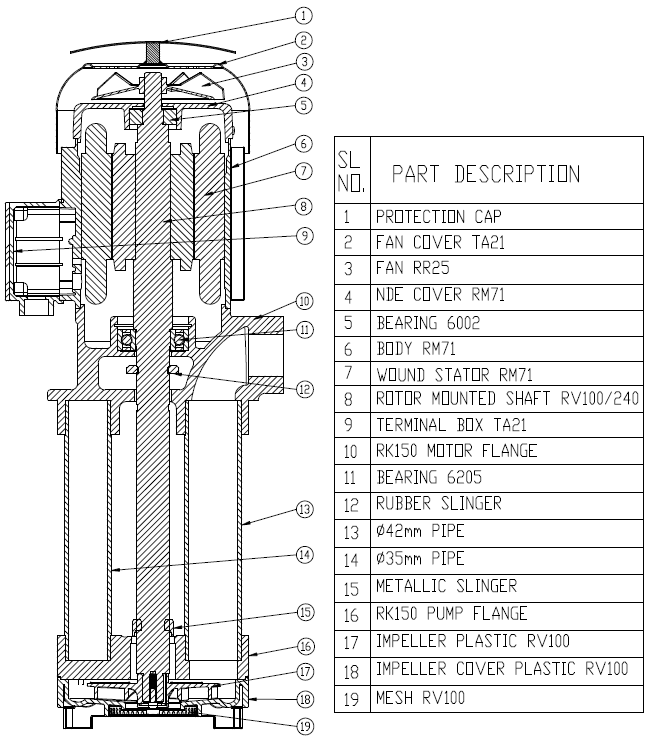 1
2
3
4
5
6
7
8
9
10
11
12
13
14
15
16
17
18
19
SL NO. PART DESCRIPTION
1 PROTECTION CAP
2 FAN COVER TA21
3 FAN RR25
4 NDE COVER RM71
5 BEARING 6002
6 BODY RM71
7 WOUND STATOR RM71
8 ROTOR MOUNTED SHAFT RV100/240
9 TERMINAL BOX TA21
10 RK150 MOTOR FLANGE
11 BEARING 6205
12 RUBBER SLINGER
13 Ø42mm PIPE
14 Ø35mm PIPE
15 METALLIC SLINGER
16 RK150 PUMP FLANGE
17 IMPELLER PLASTIC RV100
18 IMPELLER COVER PLASTIC RV100
19 MESH RV100